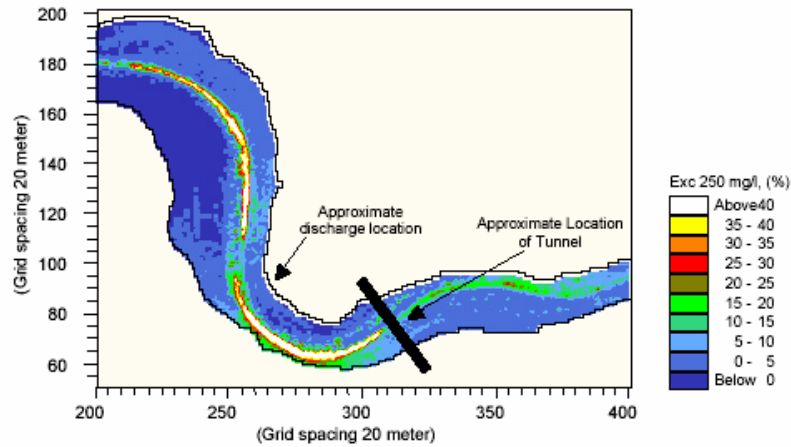 200
180
160
140
120
100
80
60
(Grid spacing 20 meter)
200
250
300
350
400
(Grid spacing 20 meter)
Approximate
discharge location
Approximate Location
of Tunnel
Exc 250 mg/l, (%)
Above 40
35 - 40
30 - 35
25 - 30
20 - 25
15 - 20
10 - 15
5 - 10
0 - 5
Below 0